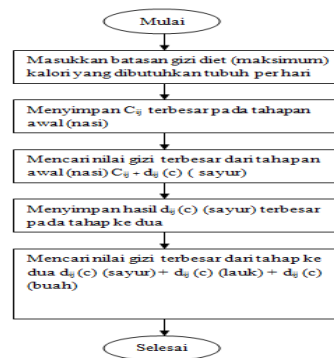 Mulai
Masukkan batasan gizi diet (maksimum)
kalori yang dibutuhkan tubuh per hari
Menyimpan Cij terbesar pada tahapan
awal (nasi)
Mencari nilai gizi terbesar dari tahapan
awal (nasi) Cij + dij (c) ( sayur)
Menyimpan hasil dij (c) (sayur) terbesar
pada tahap ke dua
Mencari nilai gizi terbesar dari tahap ke
dua dij (c) (sayur) + dij (c) (lauk) + dij (c)
(buah)
Selesai